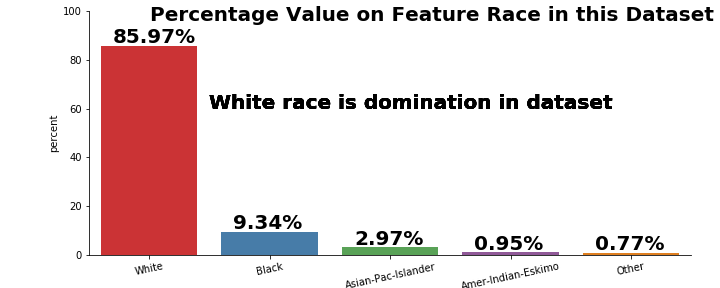 Percentage Value on Feature Race in this Dataset
100
80
60
40
20
0
percent
85.97%
White race is domination in dataset
9.34%
2.97%
0.95%
0.77%
White
Black
Asian-Pac-Islander
Amer-Indian-Eskimo
Other